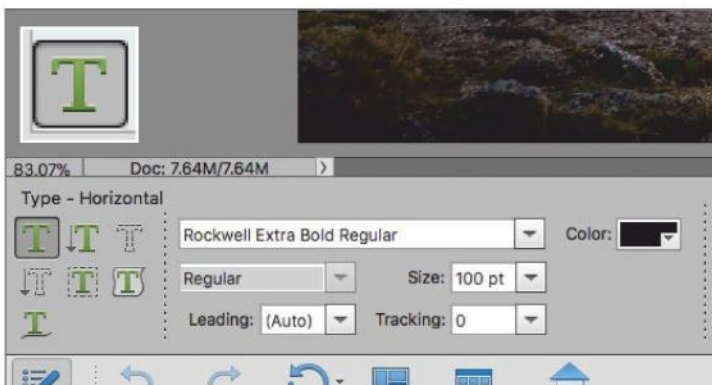 T
83.07% Doc: 7.64M/7.64M
Type - Horizontal
T T T Rockwell Extra Bold Regular Color:
T T T Regular Size: 100 pt
T Leading: (Auto) Tracking: 0